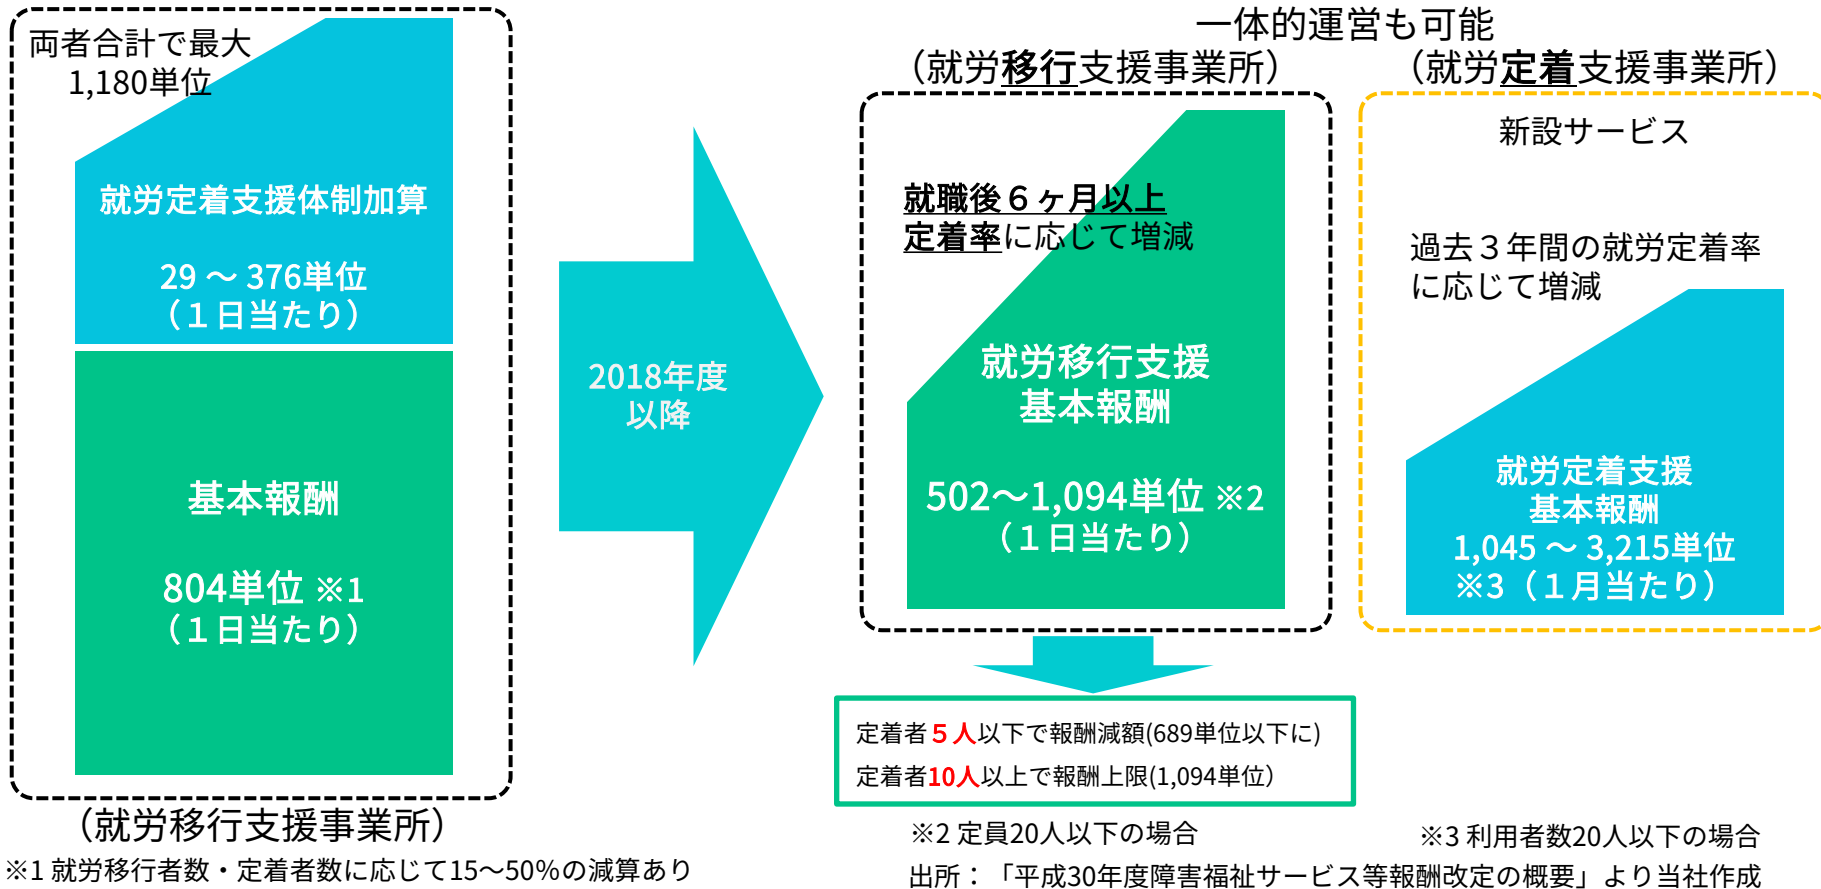 両者合計で最大
1,180単位
就労定着支援体制加算
29 ～ 376単位
（１日当たり）
基本報酬
804単位 ※1
（１日当たり）
（就労移行支援事業所）
※1 就労移行者数・定着者数に応じて15～50％の減算あり
2018年度
以降
一体的運営も可能
（就労移行支援事業所）
就職後６ヶ月以上
定着率に応じて増減
就労移行支援
基本報酬
502～1,094単位 ※2
（１日当たり）
（就労定着支援事業所）
新設サービス
過去３年間の就労定着率
に応じて増減
就労定着支援
基本報酬
1,045 ～ 3,215単位
※3（１月当たり）
定着者５人以下で報酬減額(689単位以下に)
定着者10人以上で報酬上限(1,094単位）
※2 定員20人以下の場合
※3 利用者数20人以下の場合
出所：「平成30年度障害福祉サービス等報酬改定の概要」より当社作成